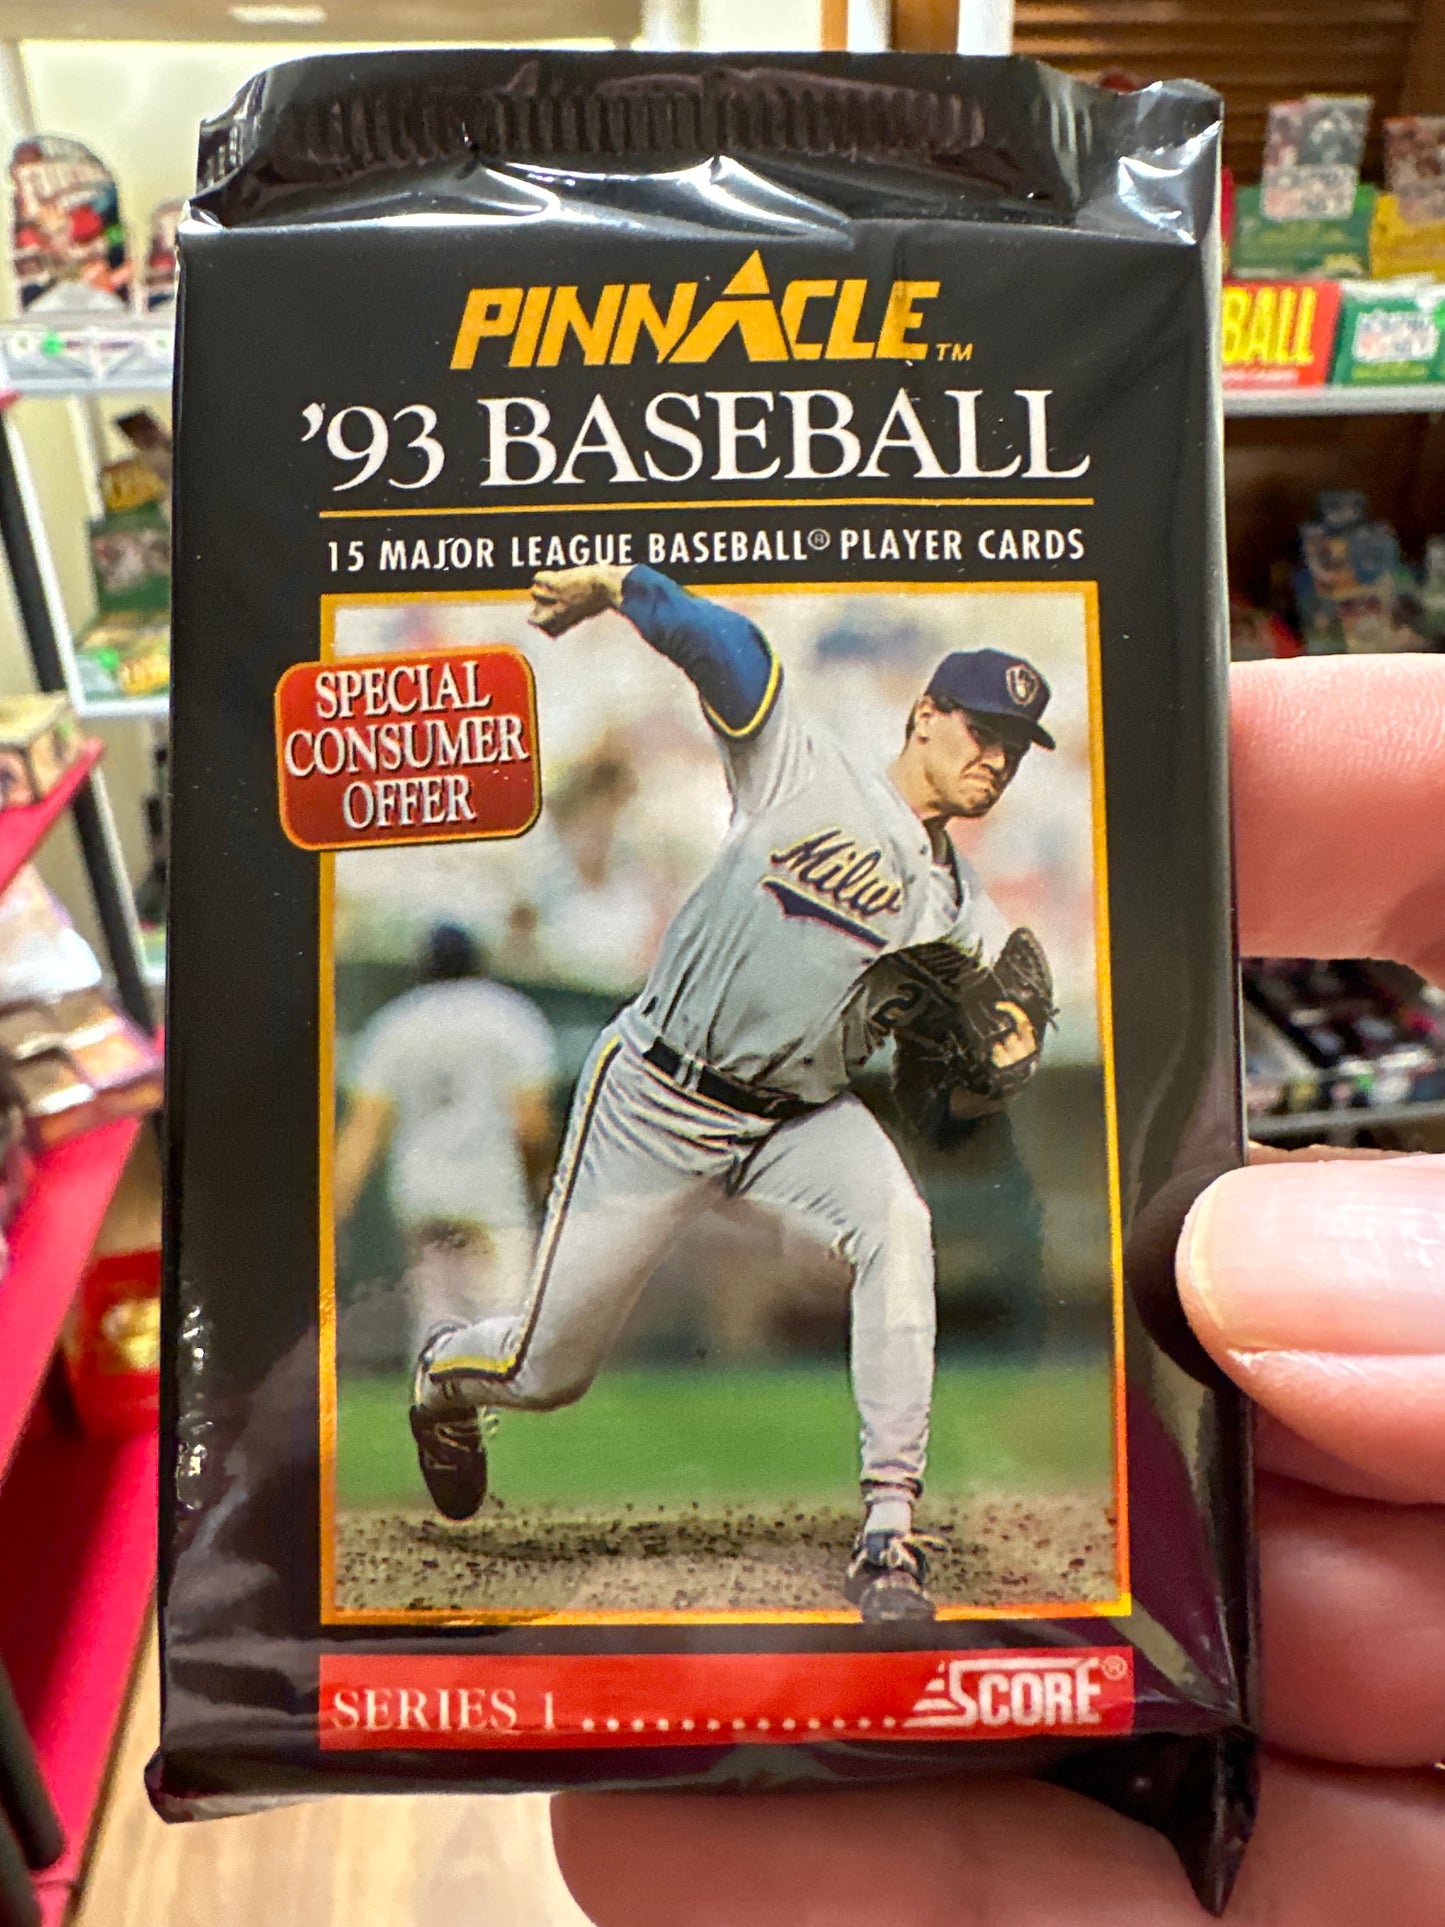 PINNACLE™
'93 BASEBALL
15 MAJOR LEAGUE BASEBALL® PLAYER CARDS
SPECIAL
CONSUMER
OFFER
Milw
SERIES 1 .............. SCORE®
BALL